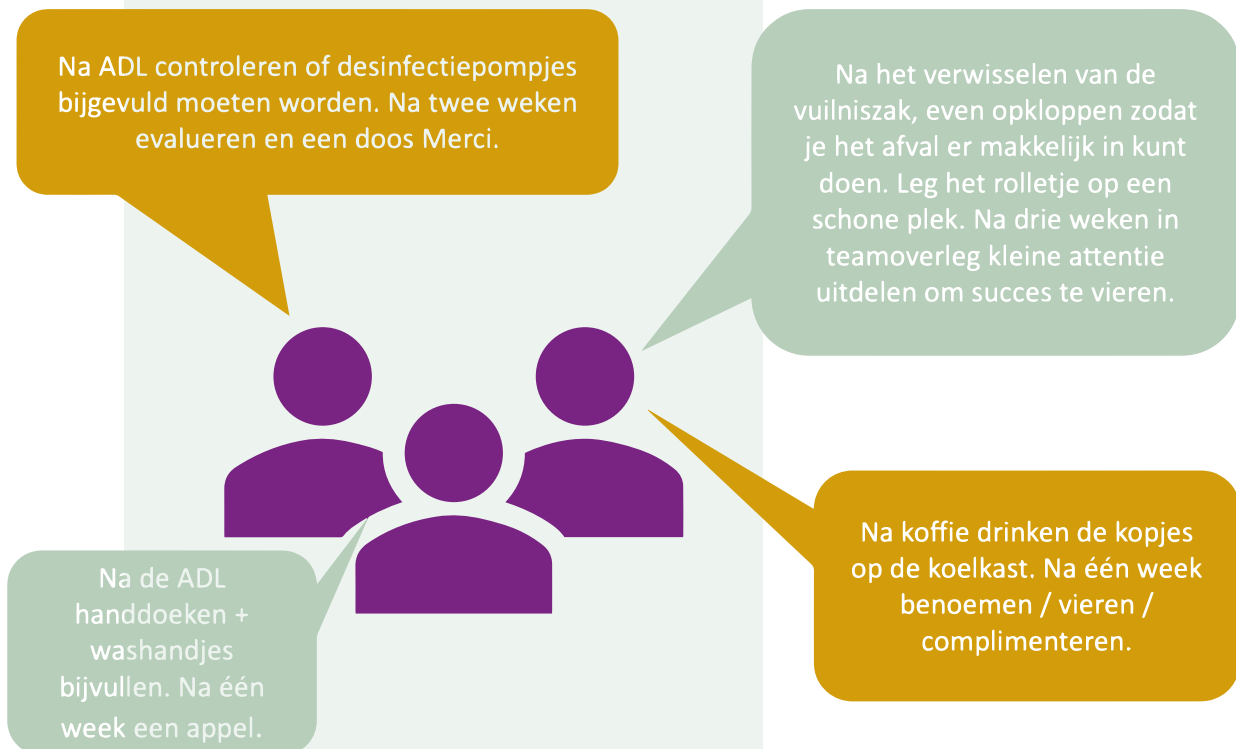 Na ADL controleren of desinfectiepompjes
bijgevuld moeten worden. Na twee weken
evalueren en een doos Merci.
Na het verwisselen van de
vuilniszak, even opkloppen zodat
je het afval er makkelijk in kunt
doen. Leg het rolletje op een
schone plek. Na drie weken in
teamoverleg kleine attentie
uitdelen om succes te vieren.
Na koffie drinken de kopjes
op de koelkast. Na één week
benoemen / vieren /
complimenteren.
Na de ADL
handdoeken +
washandjes
bijvullen. Na één
week een appel.